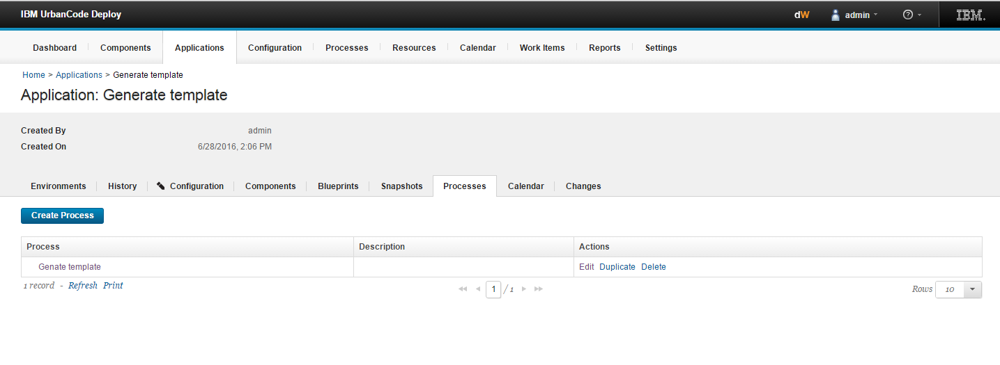 IBM UrbanCode Deploy dW admin ? IBM.
Dashboard Components Applications Configuration Processes Resources Calendar Work Items Reports Settings
Home > Applications > Generate template
Application: Generate template
Created By admin
Created On 6/28/2016, 2:06 PM
Environments History Configuration Components Blueprints Snapshots Processes Calendar Changes
Create Process
Process Description Actions
Genate template Edit Duplicate Delete
1 record - Refresh Print 1 / 1 Rows 10